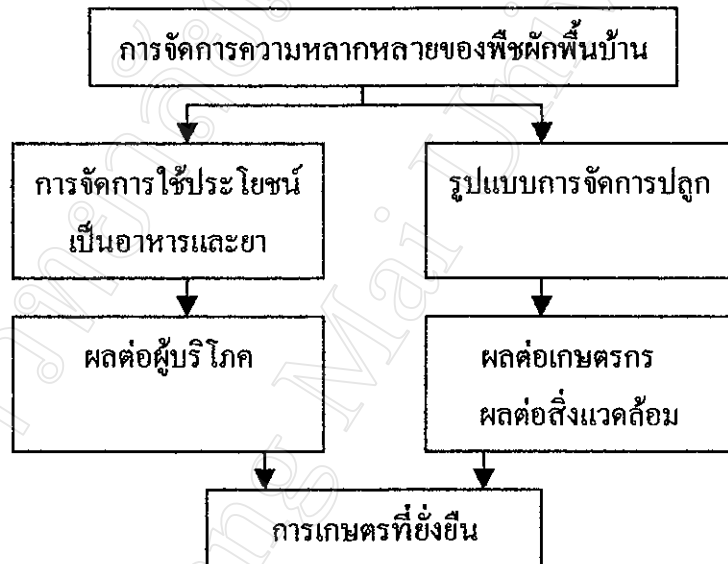 การจัดการความหลากหลายของพืชผักพื้นบ้าน
การจัดการใช้ประโยชน์
เป็นอาหารและยา
รูปแบบการจัดการปลูก
ผลต่อผู้บริโภค
ผลต่อเกษตรกร
ผลต่อสิ่งแวดล้อม
การเกษตรที่ยั่งยืน